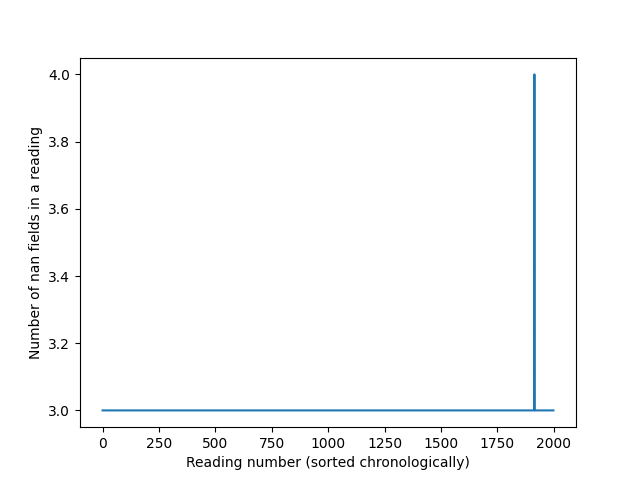 4.0
3.8
3.6
3.4
3.2
3.0
Number of nan fields in a reading
0 250 500 750 1000 1250 1500 1750 2000
Reading number (sorted chronologically)